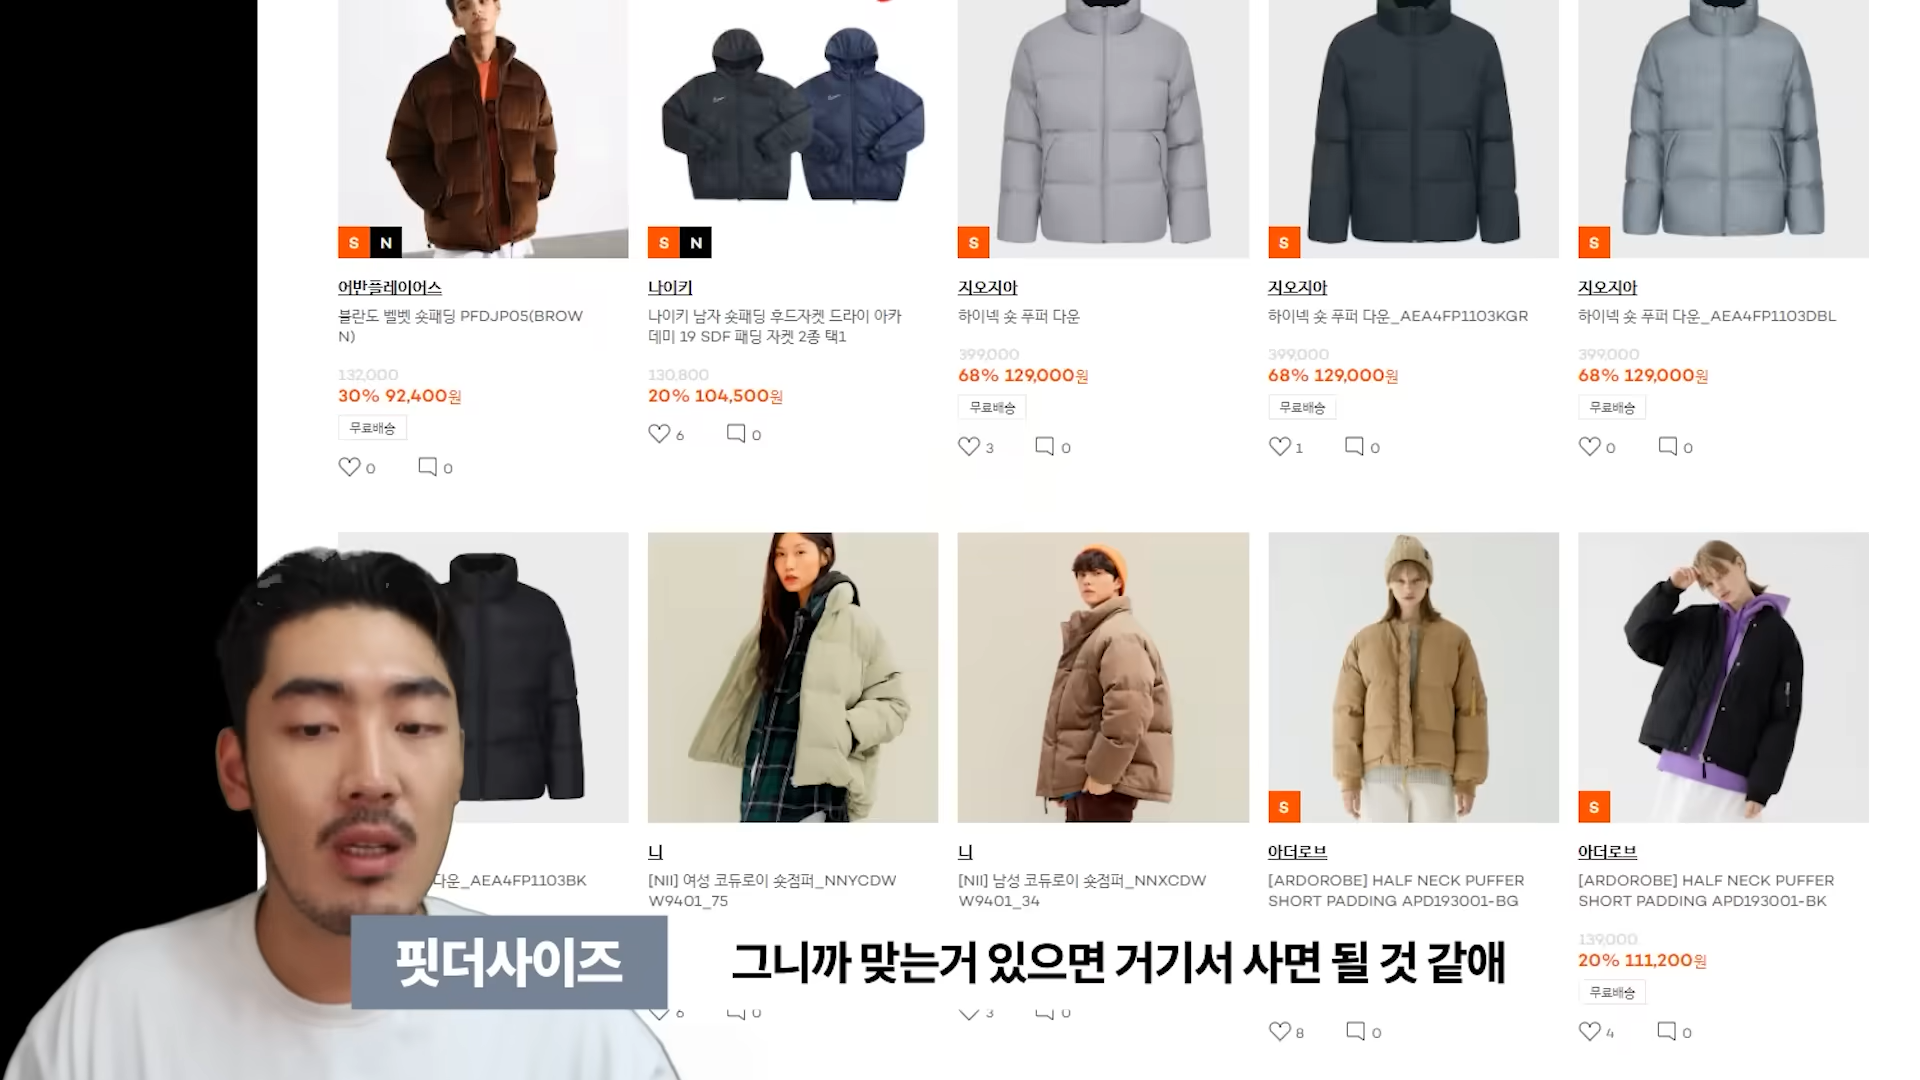 S N
어반플레이어스
블란도 벨벳 숏패딩 PFDJP05(BROW
N)
132,000
30% 92,400원
무료배송
0 0
S N
나이키
나이키 남자 숏패딩 후드자켓 드라이 아카
데미 19 SDF 패딩 자켓 2종 택1
130,800
20% 104,500원
6 0
S
지오지아
하이넥 숏 푸퍼 다운
399,000
68% 129,000원
무료배송
3 0
S
지오지아
하이넥 숏 푸퍼 다운_AEA4FP1103KGR
399,000
68% 129,000원
무료배송
1 0
S
지오지아
하이넥 숏 푸퍼 다운_AEA4FP1103DBL
399,000
68% 129,000원
무료배송
0 0
다운_AEA4FP1103BK
니
[NII] 여성 코듀로이 숏점퍼_NNYCDW
W9401_75
6 0
니
[NII] 남성 코듀로이 숏점퍼_NNXCDW
W9401_34
3 0
S
아더로브
[ARDOROBE] HALF NECK PUFFER
SHORT PADDING APD193001-BG
8 0
S
아더로브
[ARDOROBE] HALF NECK PUFFER
SHORT PADDING APD193001-BK
139,000
20% 111,200원
무료배송
4 0
핏더사이즈
그니까 맞는거 있으면 거기서 사면 될 것 같애